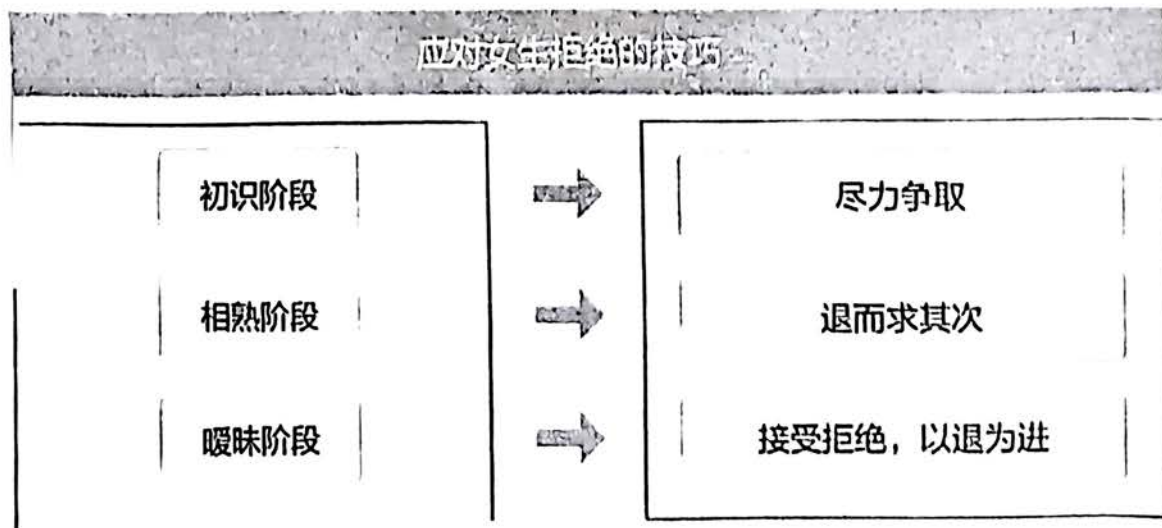 应对女生拒绝的技巧
初识阶段
尽力争取
相熟阶段
退而求其次
暧昧阶段
接受拒绝，以退为进